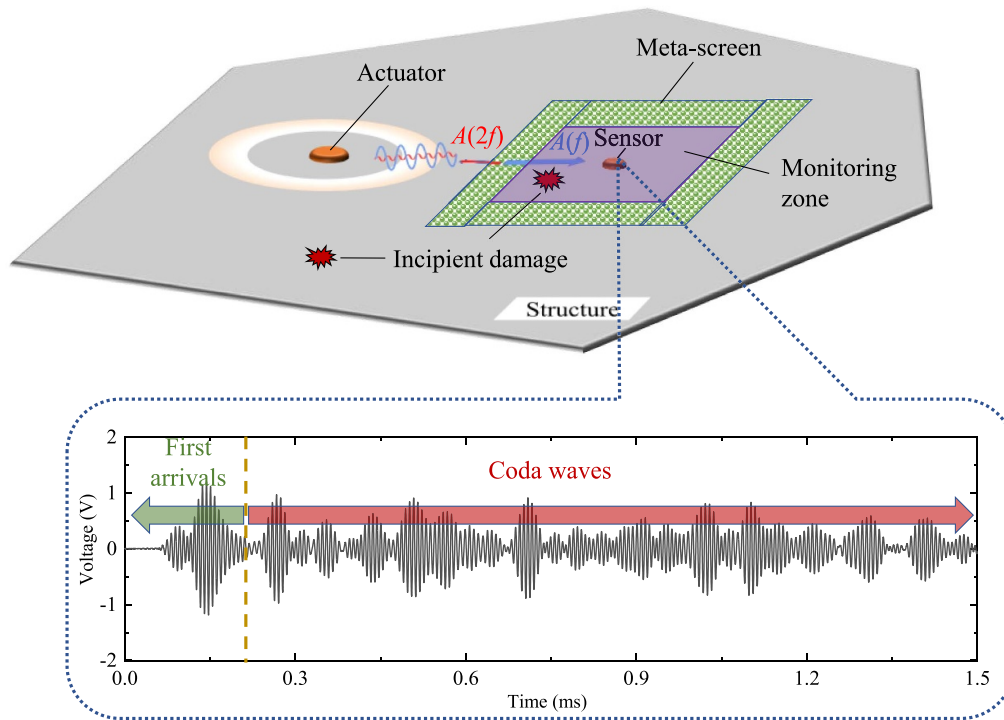 Meta-screen
Actuator
A(2f)
A(f)
Sensor
Monitoring
zone
Incipient damage
Structure
First
arrivals
Coda waves
Voltage (V)
2
1
0
-1
-2
0.0
0.3
0.6
0.9
1.2
1.5
Time (ms)